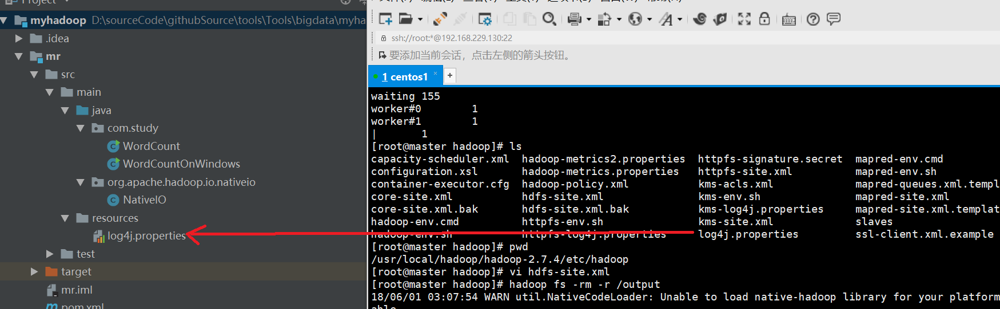 Project
myhadoop D:\sourceCode\githubSource\tools\Tools\bigdata\myha
.idea
mr
src
main
java
com.study
WordCount
WordCountOnWindows
org.apache.hadoop.io.nativeio
NativeIO
resources
log4j.properties
test
target
mr.iml
pom.xml
ssh://root:*@192.168.229.130:22
要添加当前会话，点击左侧的箭头按钮。
1 centos1 × +
waiting 155
worker#0 1
worker#1 1
| 1
[root@master hadoop]# ls
capacity-scheduler.xml hadoop-metrics2.properties httpfs-signature.secret mapred-env.cmd
configuration.xsl hadoop-metrics.properties httpfs-site.xml mapred-env.sh
container-executor.cfg hadoop-policy.xml kms-acls.xml mapred-queues.xml.templ
core-site.xml hdfs-site.xml kms-env.sh mapred-site.xml
core-site.xml.bak hdfs-site.xml.bak kms-log4j.properties mapred-site.xml.templat
hadoop-env.cmd httpfs-env.sh kms-site.xml slaves
hadoop-env.sh httpfs-log4j.properties log4j.properties ssl-client.xml.example
[root@master hadoop]# pwd
/usr/local/hadoop/hadoop-2.7.4/etc/hadoop
[root@master hadoop]# vi hdfs-site.xml
[root@master hadoop]# hadoop fs -rm -r /output
18/06/01 03:07:54 WARN util.NativeCodeLoader: Unable to load native-hadoop library for your platform
able